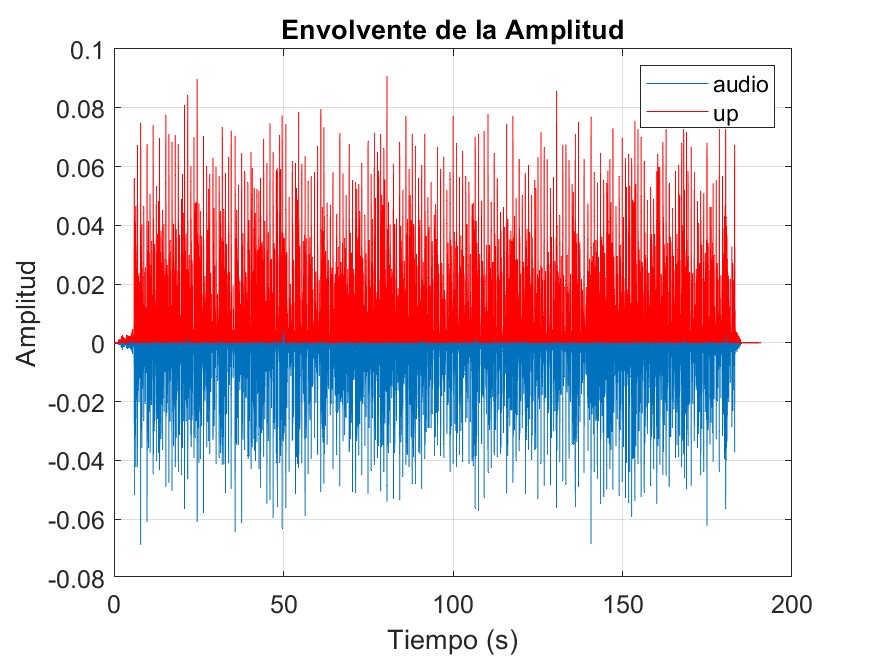 Envolvente de la Amplitud
0.1
0.08
0.06
0.04
0.02
0
-0.02
-0.04
-0.06
-0.08
Amplitud
audio
up
0 50 100 150 200
Tiempo (s)